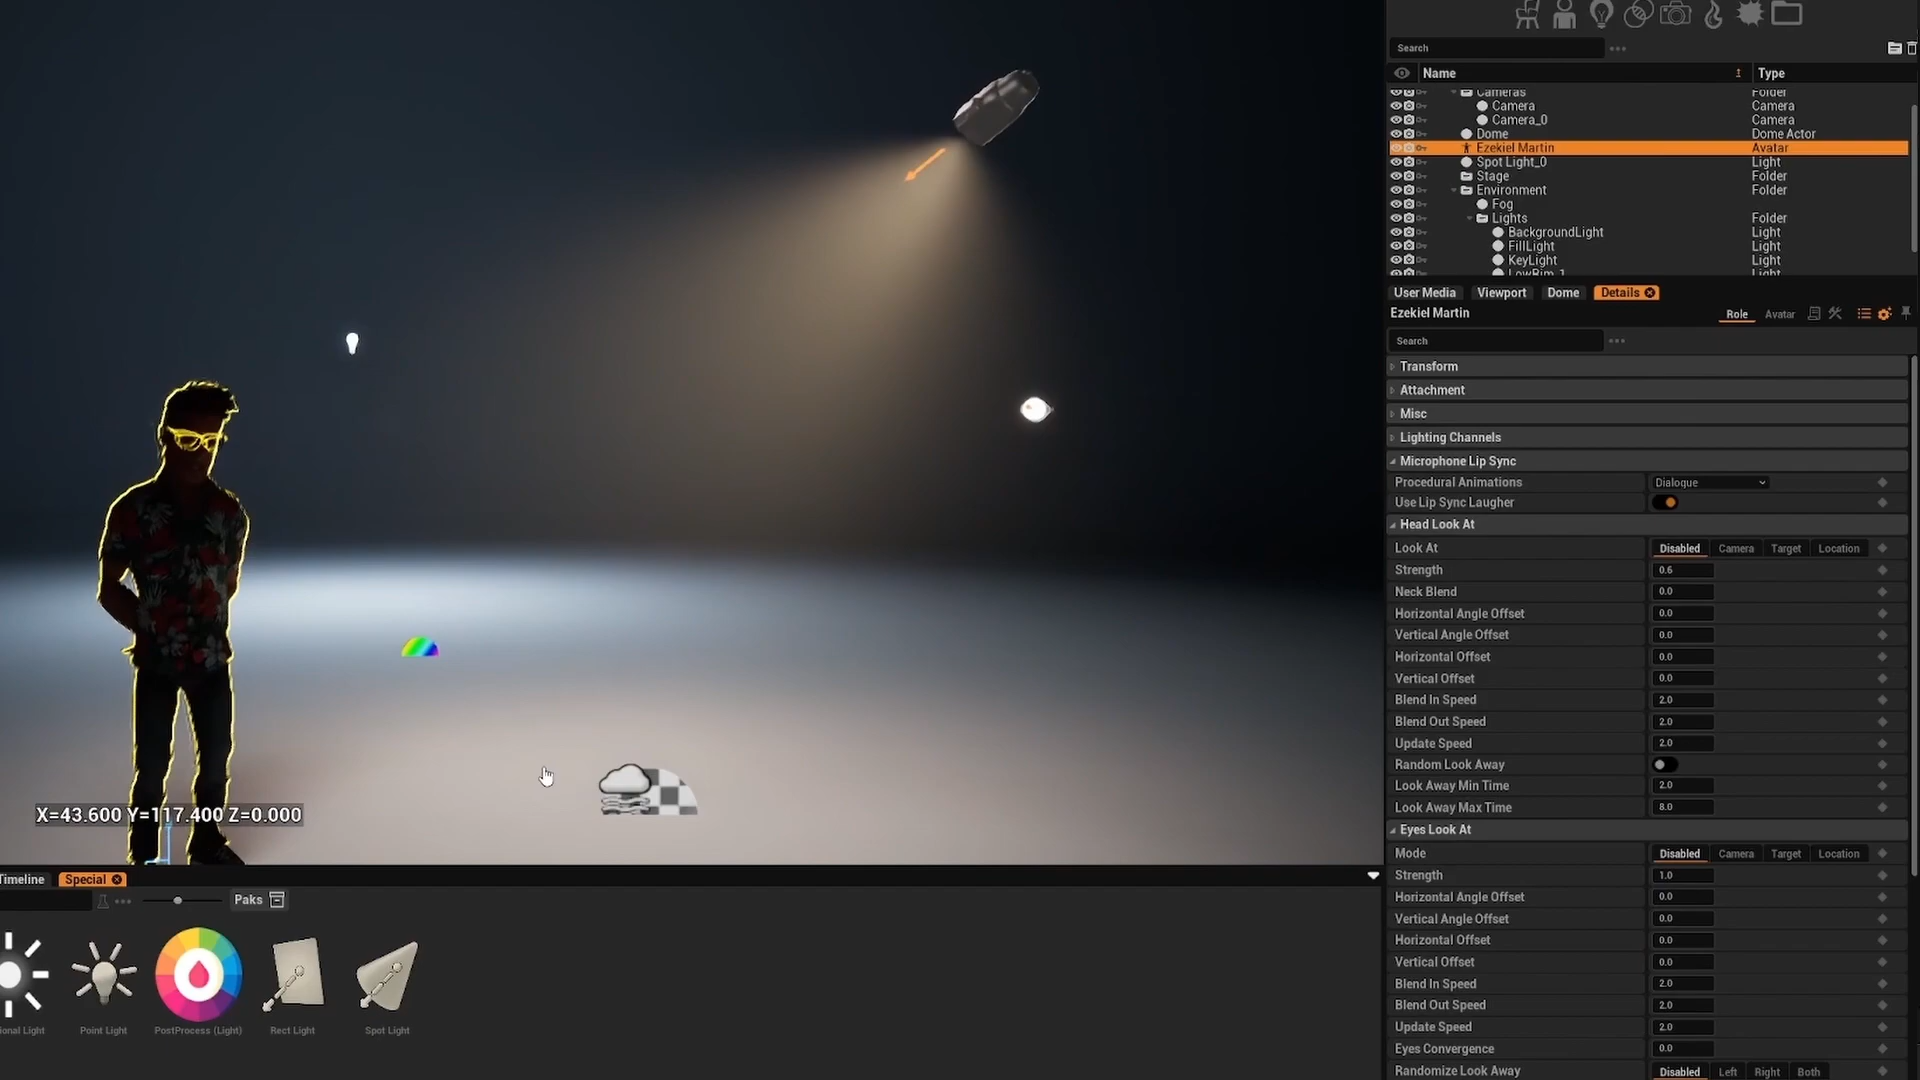 Search
Name Type
Cameras Folder
Camera Camera
Camera_0 Camera
Dome Dome Actor
Ezekiel Martin Avatar
Spot Light_0 Light
Stage Folder
Environment Folder
Fog
Lights Folder
BackgroundLight Light
FillLight Light
KeyLight Light
LowRim_1 Light
User Media Viewport Dome Details
Ezekiel Martin Role Avatar
Search
Transform
Attachment
Misc
Lighting Channels
Microphone Lip Sync
Procedural Animations Dialogue
Use Lip Sync Laugher
Head Look At
Look At Disabled Camera Target Location
Strength 0.6
Neck Blend 0.0
Horizontal Angle Offset 0.0
Vertical Angle Offset 0.0
Horizontal Offset 0.0
Vertical Offset 0.0
Blend In Speed 2.0
Blend Out Speed 2.0
Update Speed 2.0
Random Look Away
Look Away Min Time 2.0
Look Away Max Time 8.0
Eyes Look At
Mode Disabled Camera Target Location
Strength 1.0
Horizontal Angle Offset 0.0
Vertical Angle Offset 0.0
Horizontal Offset 0.0
Vertical Offset 0.0
Blend In Speed 2.0
Blend Out Speed 2.0
Update Speed 2.0
Eyes Convergence 0.0
Randomize Look Away Disabled Left Right Both
X=43.600 Y=117.400 Z=0.000
Timeline Special
Paks
ional Light Point Light PostProcess (Light) Rect Light Spot Light